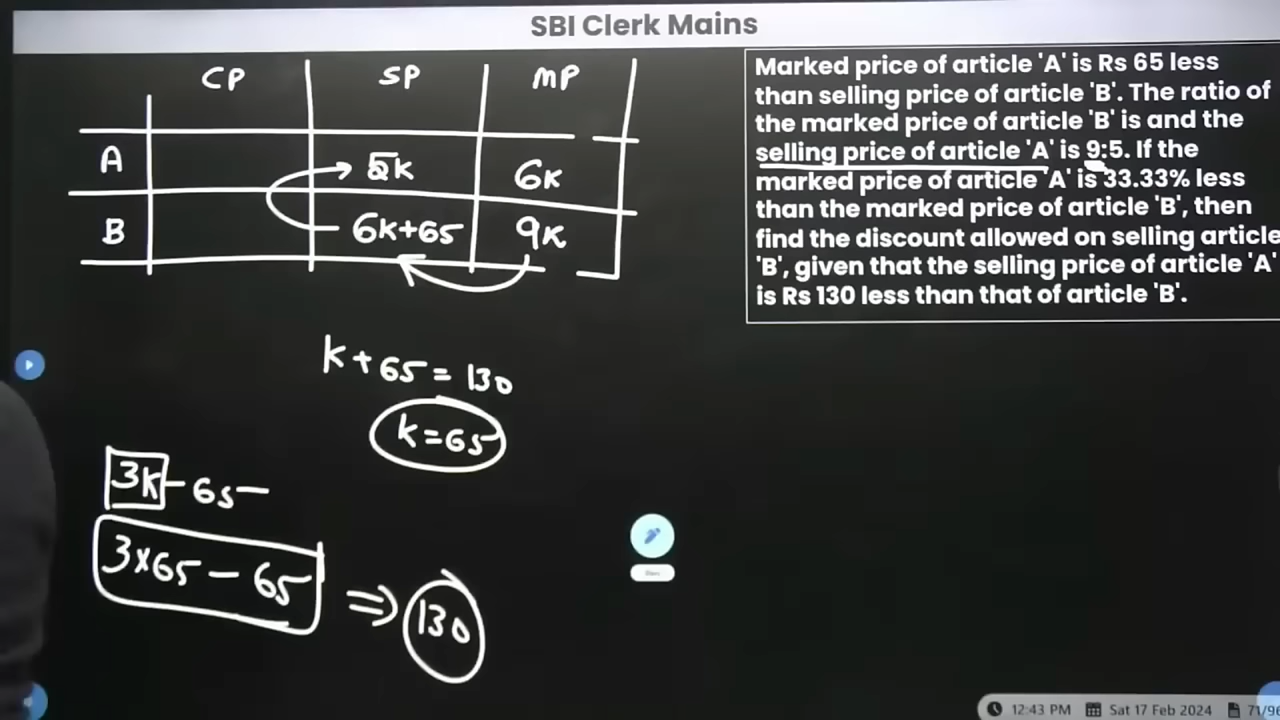 SBI Clerk Mains
CP SP MP
A 5k 6k
B 6k+65 9k
k+65=130
k=65
3k-65-
3x65-65 ⇒ 130
Marked price of article 'A' is Rs 65 less
than selling price of article 'B'. The ratio of
the marked price of article 'B' is and the
selling price of article 'A' is 9:5. If the
marked price of article 'A' is 33.33% less
than the marked price of article 'B', then
find the discount allowed on selling article
'B', given that the selling price of article 'A'
is Rs 130 less than that of article 'B'.
12:43 PM Sat 17 Feb 2024 71/96